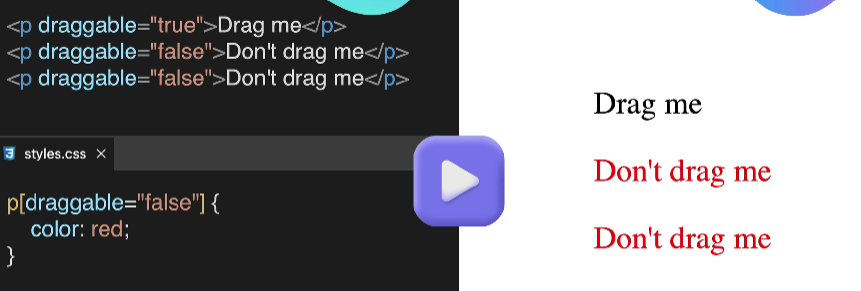 <p draggable="true">Drag me</p>
<p draggable="false">Don't drag me</p>
<p draggable="false">Don't drag me</p>
styles.css
p[draggable="false"] {
    color: red;
}
Drag me
Don't drag me
Don't drag me